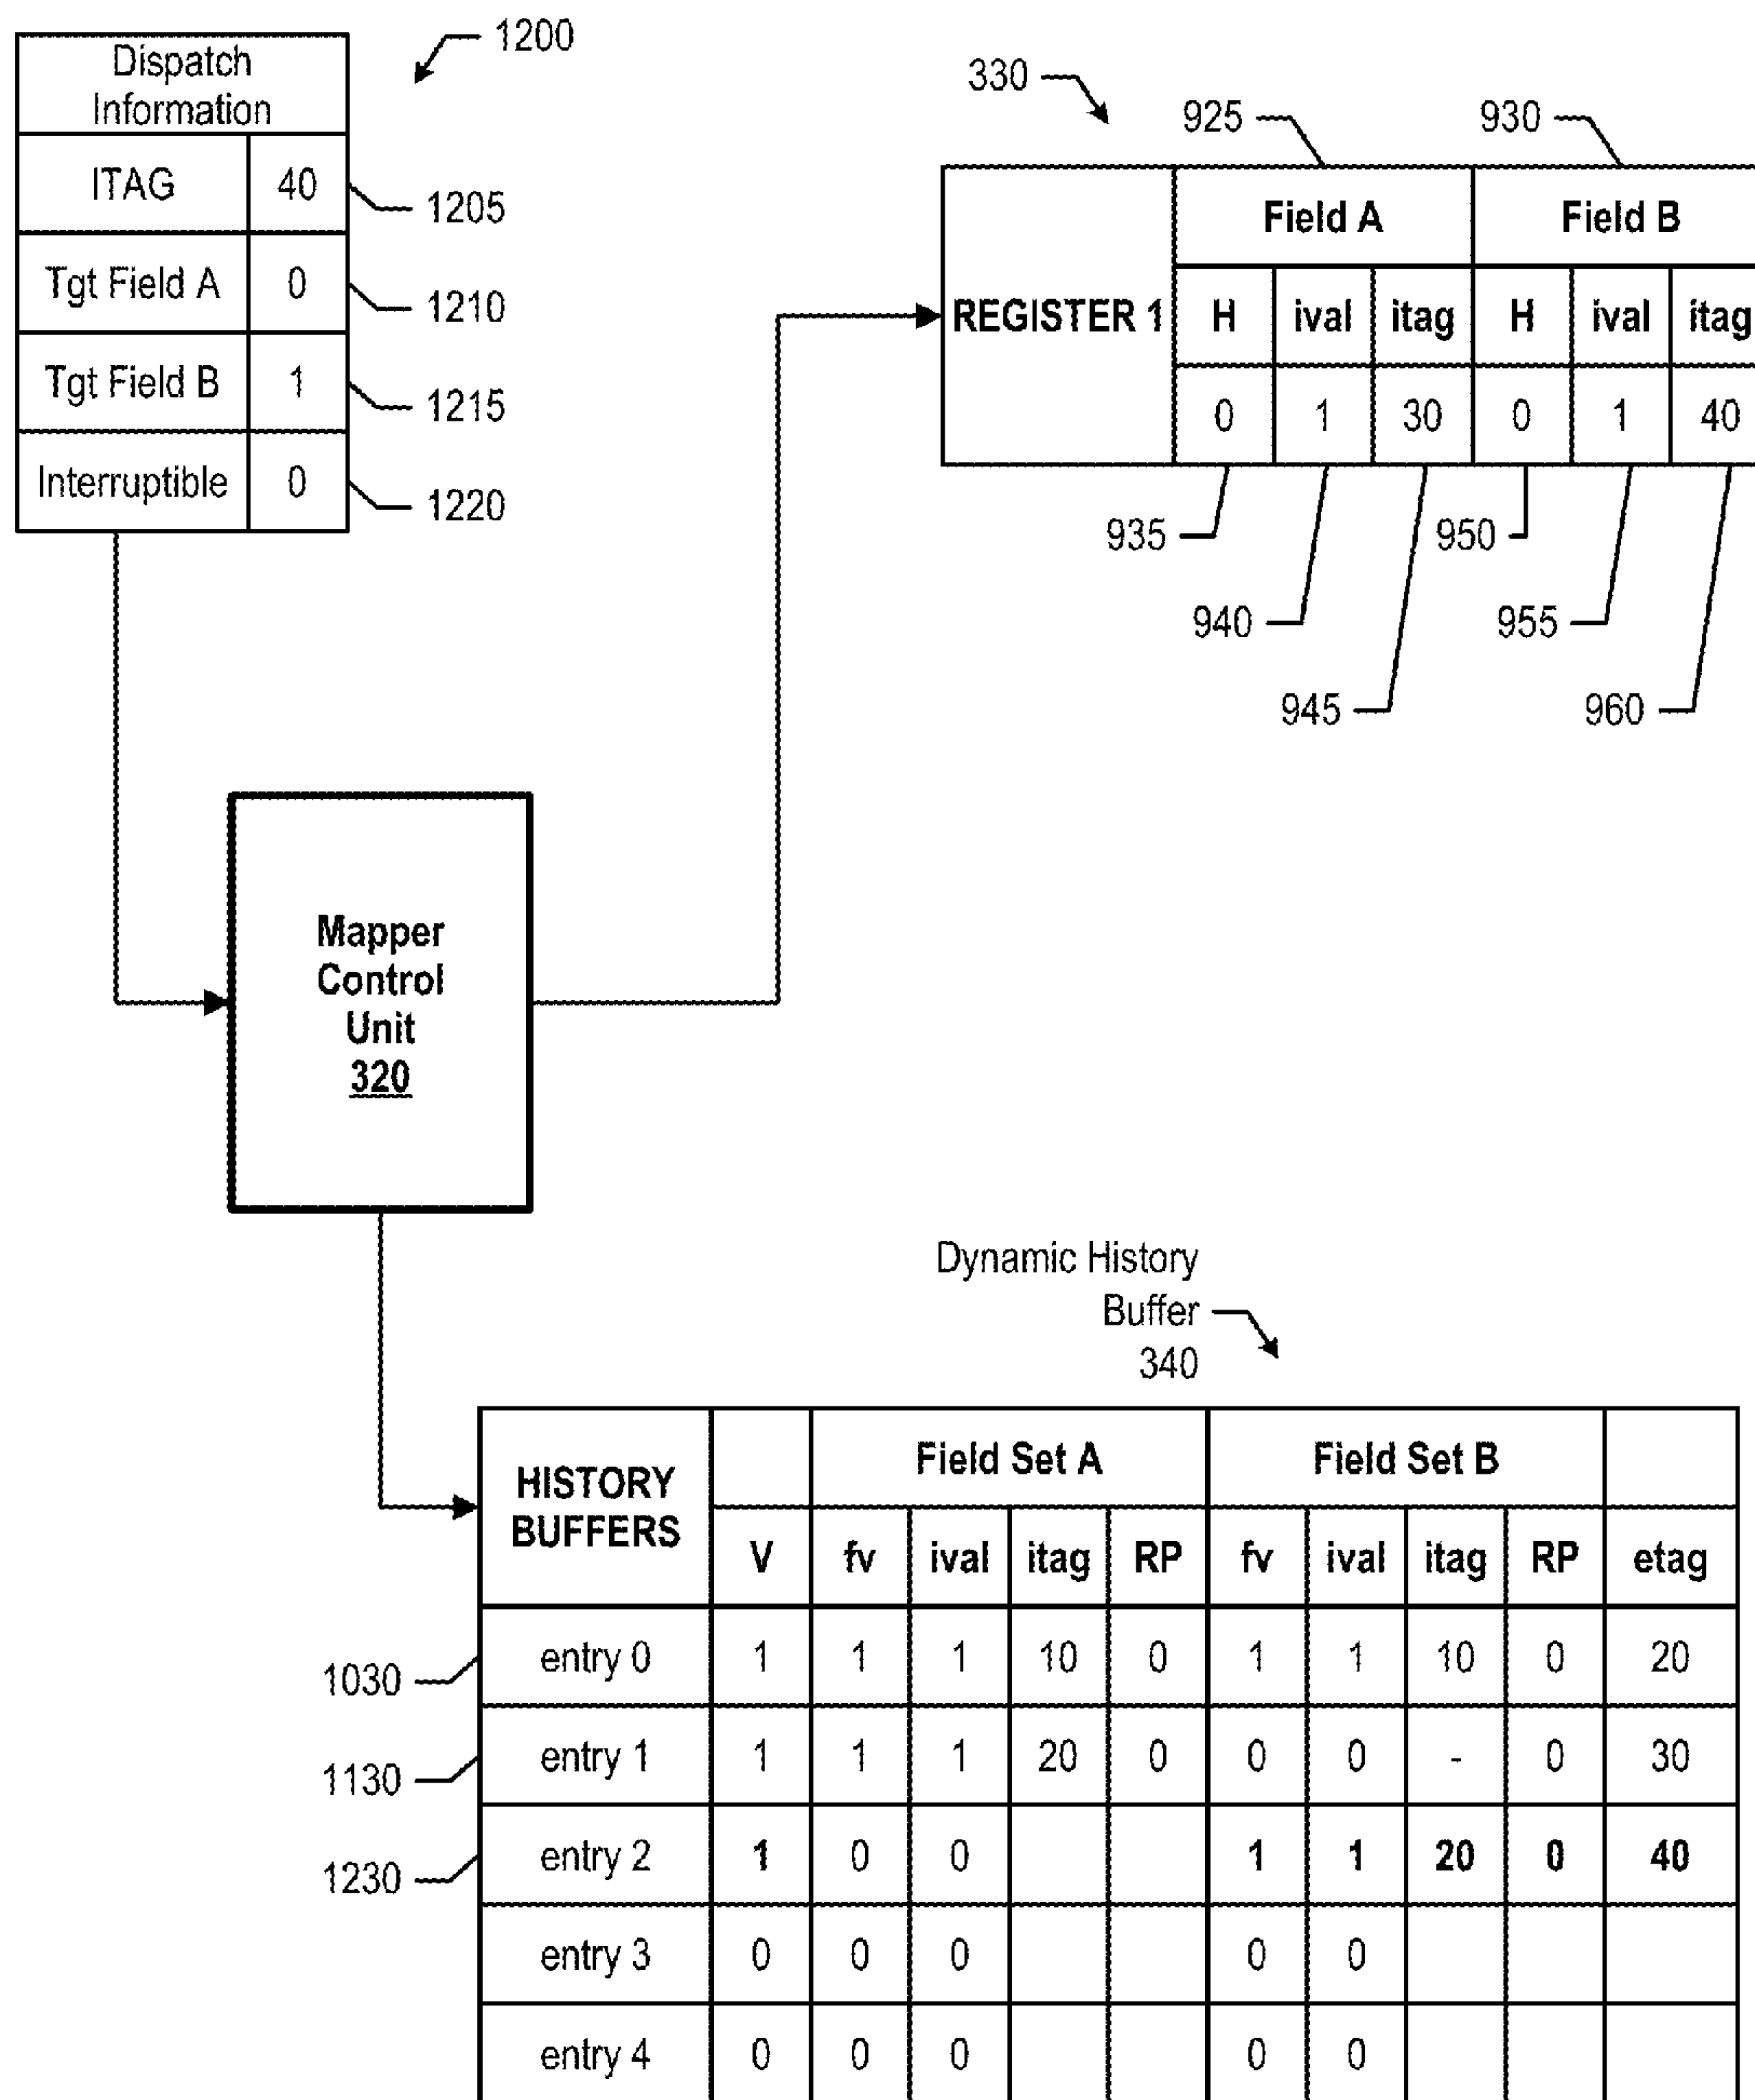 1200
Dispatch
Information
ITAG 40
1205
Tgt Field A 0
1210
Tgt Field B 1
1215
Interruptible 0
1220
330
925
930
REGISTER 1
Field A Field B
H ival itag H ival itag
0 1 30 0 1 40
935
950
940
955
945
960
Mapper
Control
Unit
320
Dynamic History
Buffer
340
HISTORY
BUFFERS
Field Set A Field Set B
V fv ival itag RP fv ival itag RP etag
1030
entry 0 1 1 1 10 0 1 1 10 0 20
1130
entry 1 1 1 1 20 0 0 0 - 0 30
1230
entry 2 1 0 0 1 1 20 0 40
entry 3 0 0 0 0 0
entry 4 0 0 0 0 0